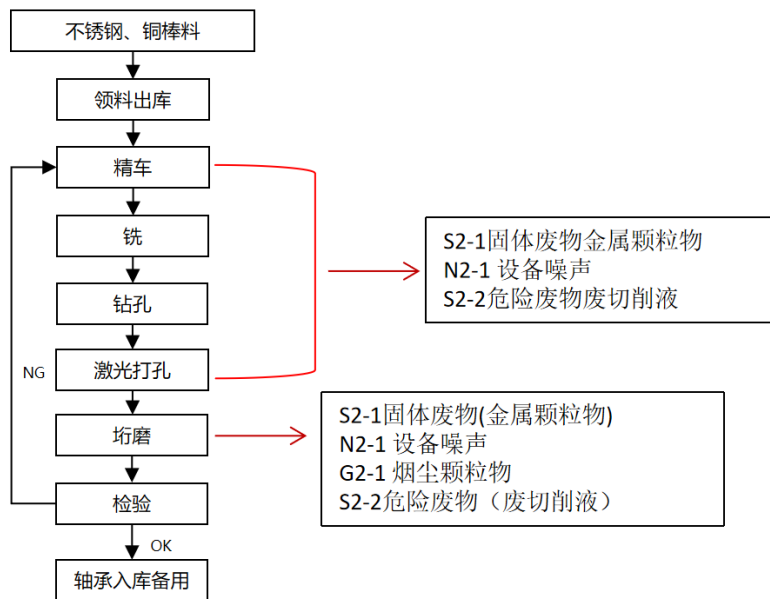 不锈钢、铜棒料
领料出库
精车
铣
钻孔
激光打孔
NG
珩磨
检验
OK
轴承入库备用
S2-1固体废物金属颗粒物
N2-1 设备噪声
S2-2危险废物废切削液
S2-1固体废物(金属颗粒物)
N2-1 设备噪声
G2-1 烟尘颗粒物
S2-2危险废物（废切削液）